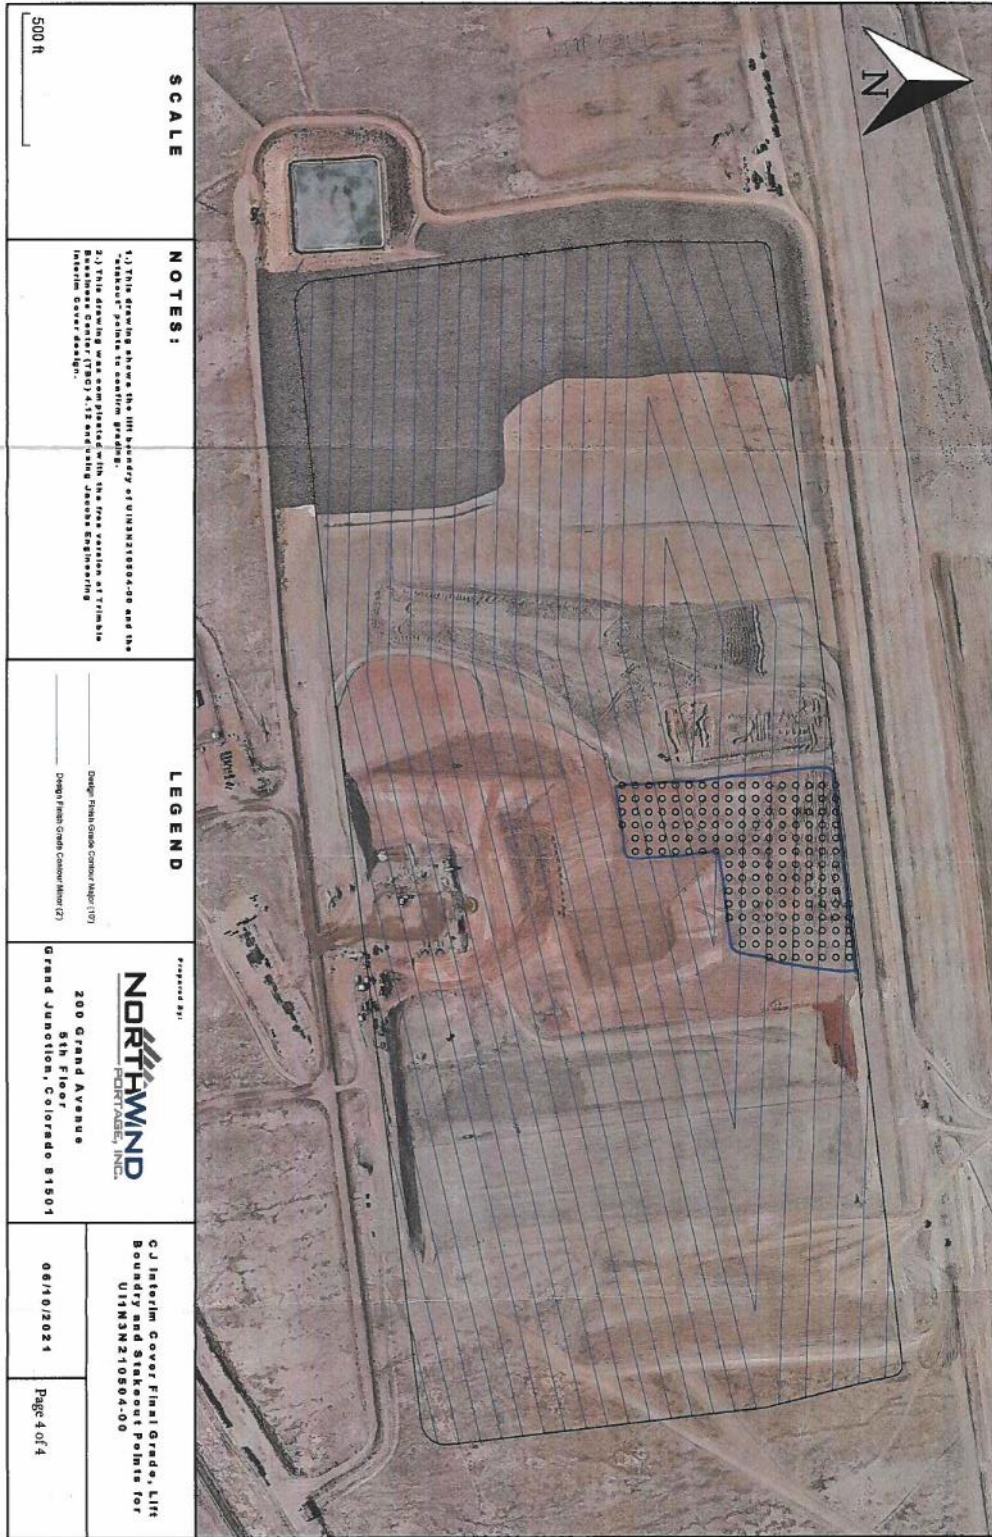 N
SCALE
500 ft
NOTES:
1.) This drawing shows the lift boundry of U11N3N210504-00 and the
"stakeout" points to confirm grading.
2.) This drawing was completed with the free version of Trimble
Bussiness Center (TBC) 4.12 and using Jacobs Engineering
Interim Cover design.
LEGEND
Design Finish Grade Contour Major (10')
Design Finish Grade Contour Minor (2')
Prepared By:
NORTHWIND
PORTAGE, INC.
200 Grand Avenue
5th Floor
Grand Junction, Colorado 81501
CJ Interim Cover Final Grade, Lift
Boundry and Stakeout Points for
U11N3N210504-00
06/10/2021
Page 4 of 4